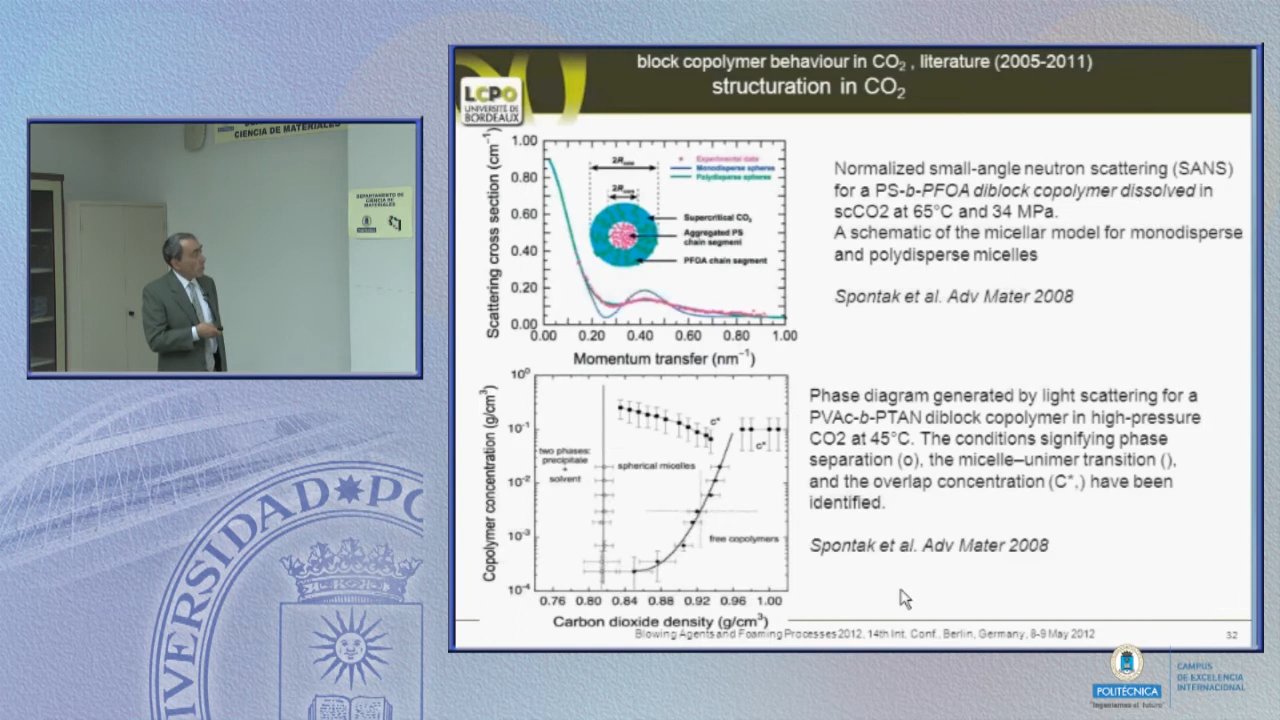 CIENCIA DE MATERIALES
DEPARTAMENTO DE
CIENCIA DE
MATERIALES
block copolymer behaviour in CO₂ , literature (2005-2011)
structuration in CO₂
LCPO
UNIVERSITÉ DE
BORDEAUX
Scattering cross section (cm⁻¹)
1.00
0.80
0.60
0.40
0.20
0.00
0.00 0.20 0.40 0.60 0.80 1.00
Momentum transfer (nm⁻¹)
Experimental data
Monodisperse spheres
Polydisperse spheres
Supercritical CO₂
Aggregated PS
chain segment
PFOA chain segment
Normalized small-angle neutron scattering (SANS)
for a PS-b-PFOA diblock copolymer dissolved in
scCO2 at 65°C and 34 MPa.
A schematic of the micellar model for monodisperse
and polydisperse micelles
Spontak et al. Adv Mater 2008
Copolymer concentration (g/cm³)
10⁰
10⁻¹
10⁻²
10⁻³
10⁻⁴
two phases:
precipitate
+
solvent
spherical micelles
c*
c*
free copolymers
0.76 0.80 0.84 0.88 0.92 0.96 1.00
Carbon dioxide density (g/cm³)
Phase diagram generated by light scattering for a
PVAc-b-PTAN diblock copolymer in high-pressure
CO2 at 45°C. The conditions signifying phase
separation (o), the micelle–unimer transition (),
and the overlap concentration (C*,) have been
identified.
Spontak et al. Adv Mater 2008
Blowing Agents and Foaming Processes 2012, 14th Int. Conf., Berlin, Germany, 8-9 May 2012
32
VERSIDAD PO
UNIVERS
POLITÉCNICA
"Ingeniamos el futuro"
CAMPUS
DE EXCELENCIA
INTERNACIONAL